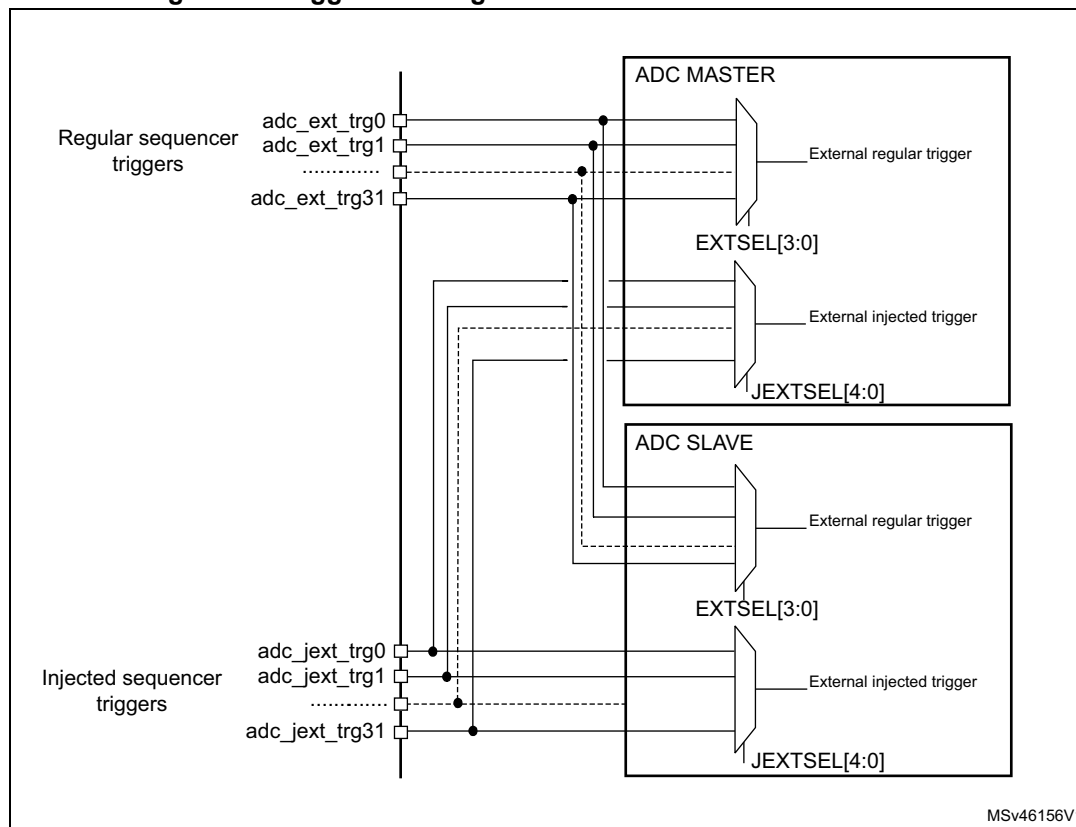 ADC MASTER
Regular sequencer
triggers
adc_ext_trg0
adc_ext_trg1
............
adc_ext_trg31
External regular trigger
EXTSEL[3:0]
External injected trigger
JEXTSEL[4:0]
ADC SLAVE
External regular trigger
EXTSEL[3:0]
Injected sequencer
triggers
adc_jext_trg0
adc_jext_trg1
............
adc_jext_trg31
External injected trigger
JEXTSEL[4:0]
MSv46156V